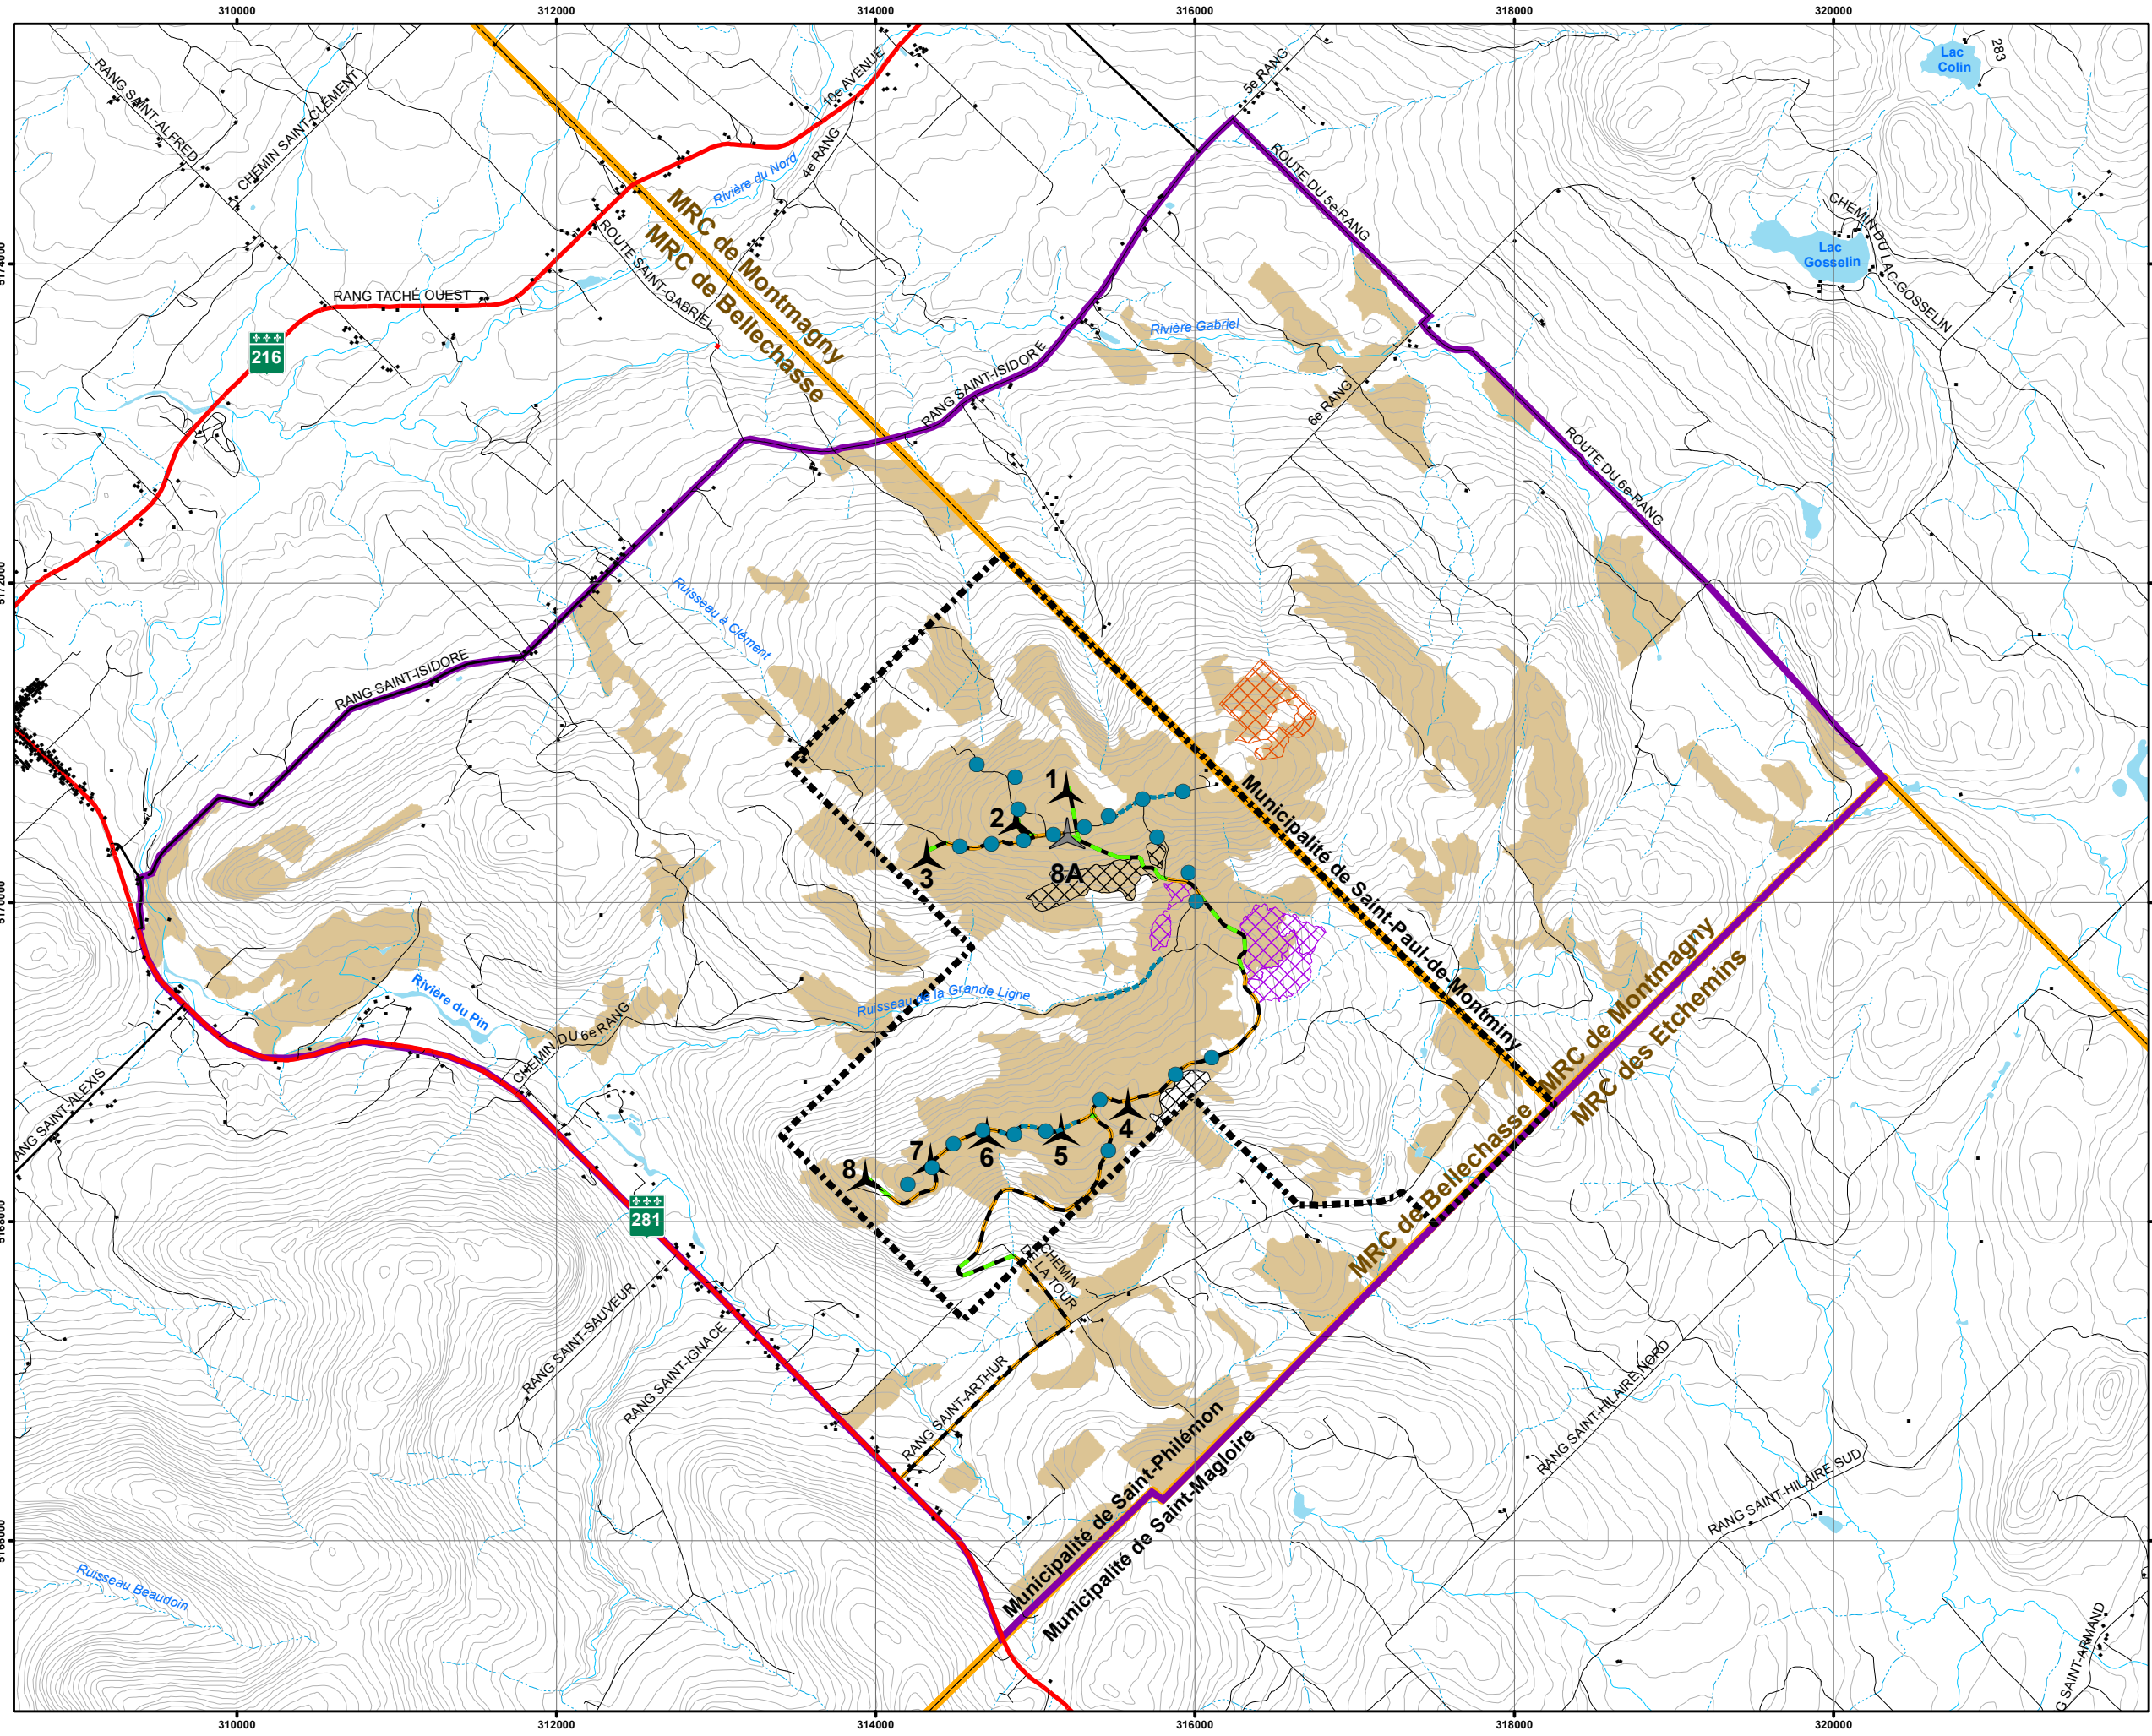 310000
312000
314000
316000
318000
320000
RANG SAINT-ALFRED
CHEMIN SAINT-CLÉMENT
10e AVENUE
4e RANG
Rivière du Nord
5e RANG
Lac
Colin
283
ROUTE DU 5e-RANG
CHEMIN DU LAC-GOSSELIN
Lac
Gosselin
MRC de Montmagny
MRC de Bellechasse
ROUTE SAINT-GABRIEL
RANG TACHÉ OUEST
216
Rivière Gabriel
RANG SAINT-ISIDORE
6e RANG
ROUTE DU 6e-RANG
Ruisseau à Clément
RANG SAINT-ISIDORE
1
2
3
8A
Municipalité de Saint-Paul-de-Montminy
Ruisseau de la Grande Ligne
Rivière du Pin
CHEMIN DU 6e RANG
MRC de Montmagny
MRC des Etchemins
RANG SAINT-ALEXIS
4
5
6
7
8
MRC de Bellechasse
281
CHEMIN
DE LA TOUR
RANG SAINT-SAUVEUR
RANG SAINT-IGNACE
RANG SAINT-ARTHUR
RANG SAINT-HILAIRE NORD
RANG SAINT-HILAIRE SUD
Municipalité de Saint-Philémon
Municipalité de Saint-Magloire
Ruisseau Beaudoin
G SAINT-ARMAND
310000
312000
314000
316000
318000
320000